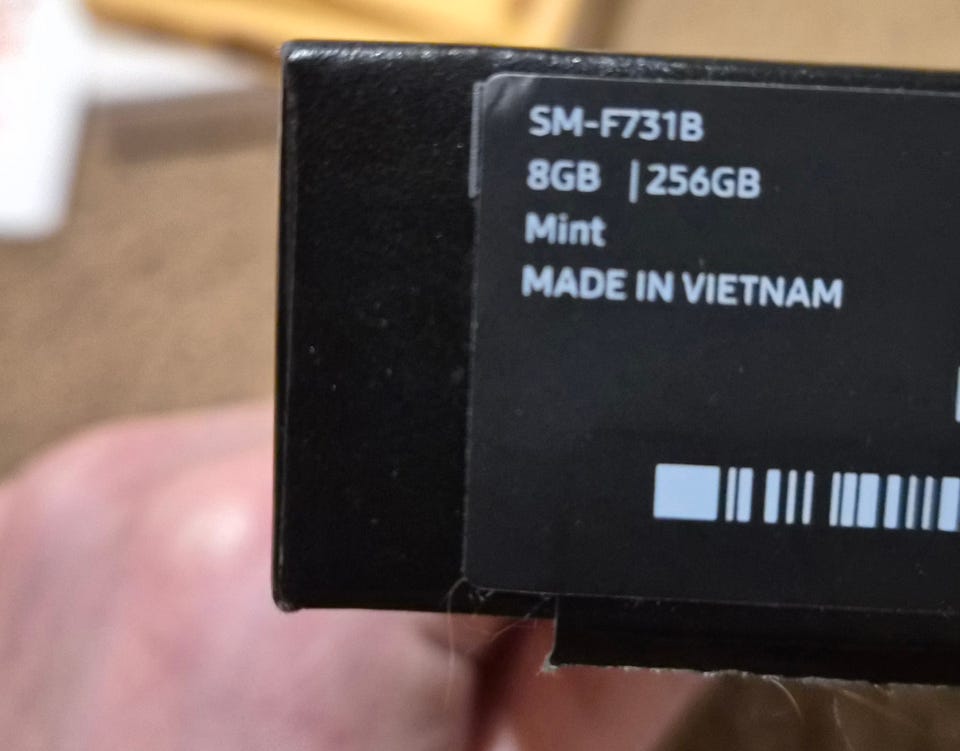 SM-F731B
8GB | 256GB
Mint
MADE IN VIETNAM